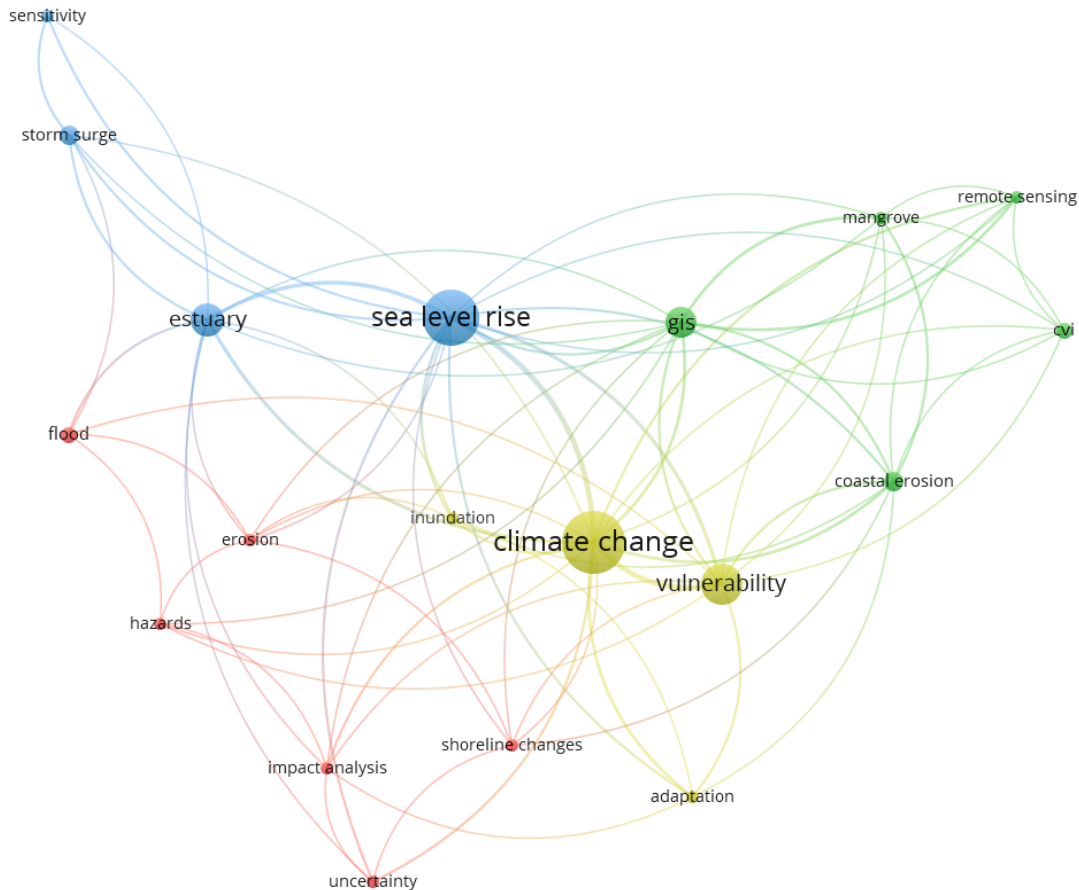 sensitivity
storm surge
remote sensing
mangrove
estuary
sea level rise
gis
cvi
flood
coastal erosion
inundation
erosion
climate change
vulnerability
hazards
shoreline changes
impact analysis
adaptation
uncertainty